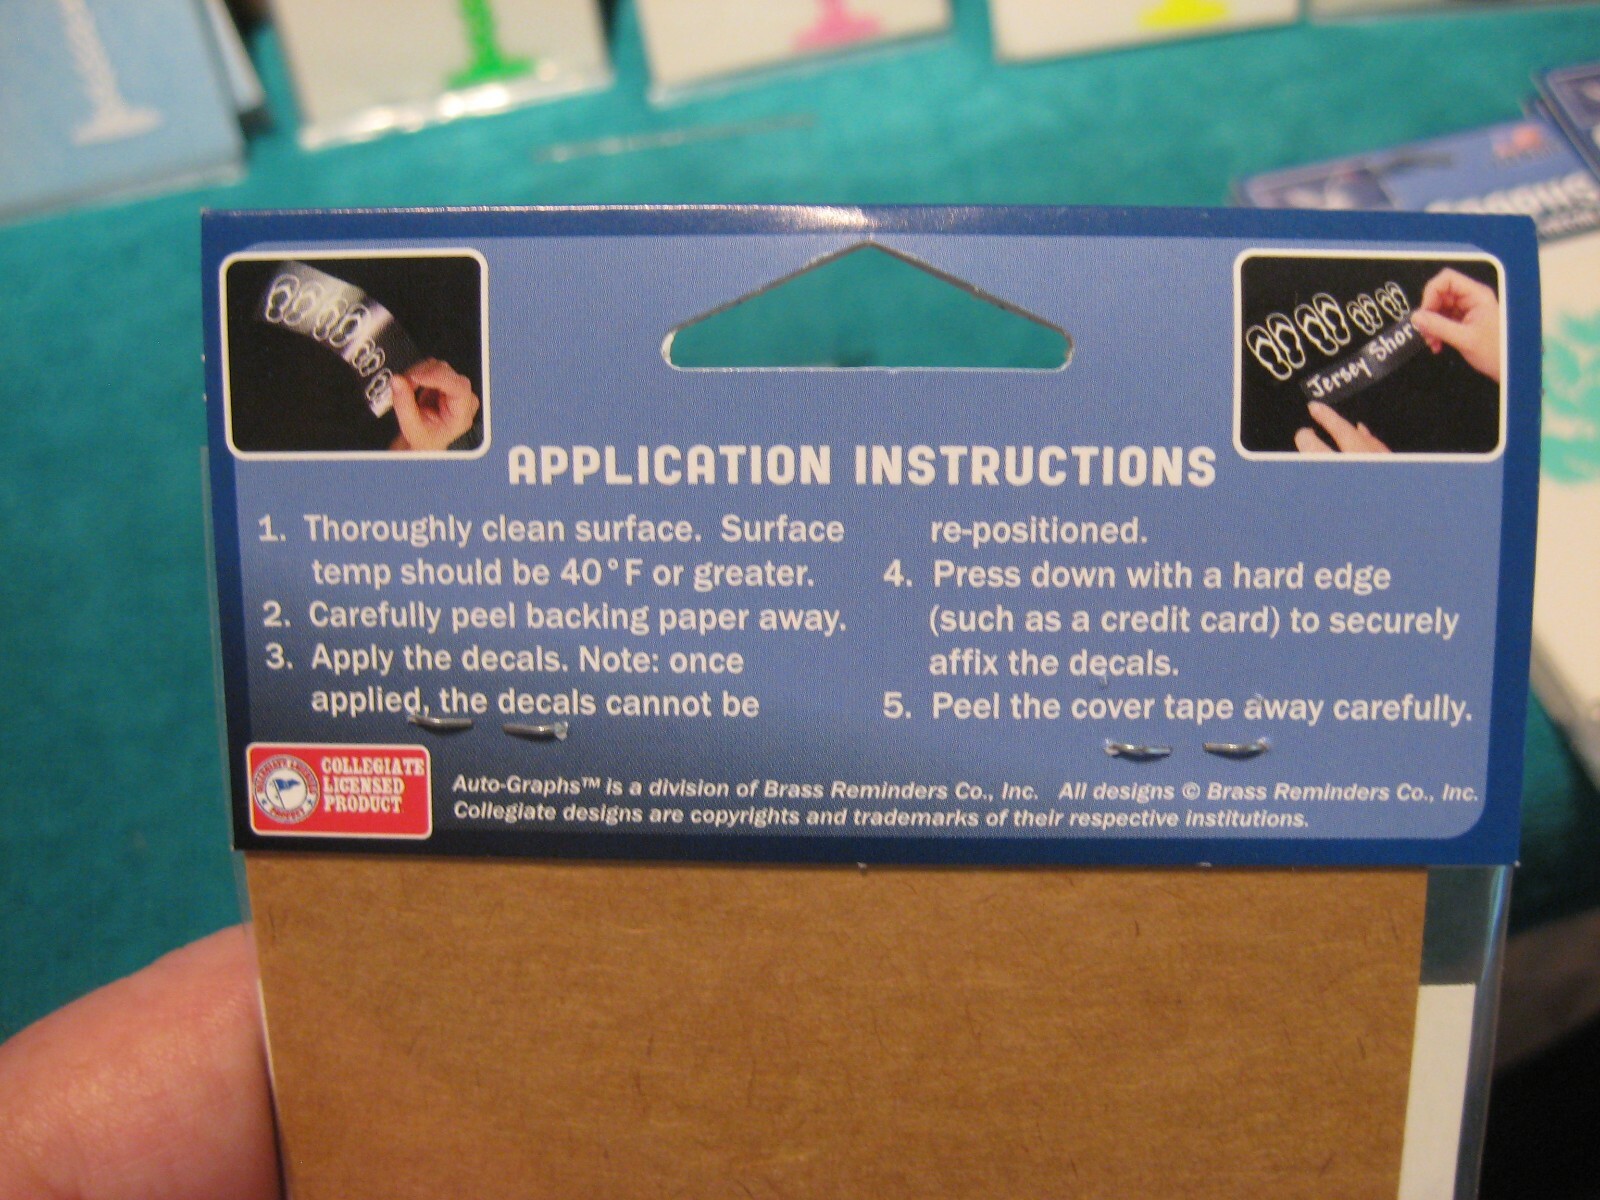 Jersey Shor
APPLICATION INSTRUCTIONS
1. Thoroughly clean surface. Surface
temp should be 40°F or greater.
2. Carefully peel backing paper away.
3. Apply the decals. Note: once
applied, the decals cannot be
re-positioned.
4. Press down with a hard edge
(such as a credit card) to securely
affix the decals.
5. Peel the cover tape away carefully.
COLLEGIATE
LICENSED
PRODUCT
Auto-Graphs™ is a division of Brass Reminders Co., Inc. All designs © Brass Reminders Co., Inc.
Collegiate designs are copyrights and trademarks of their respective institutions.